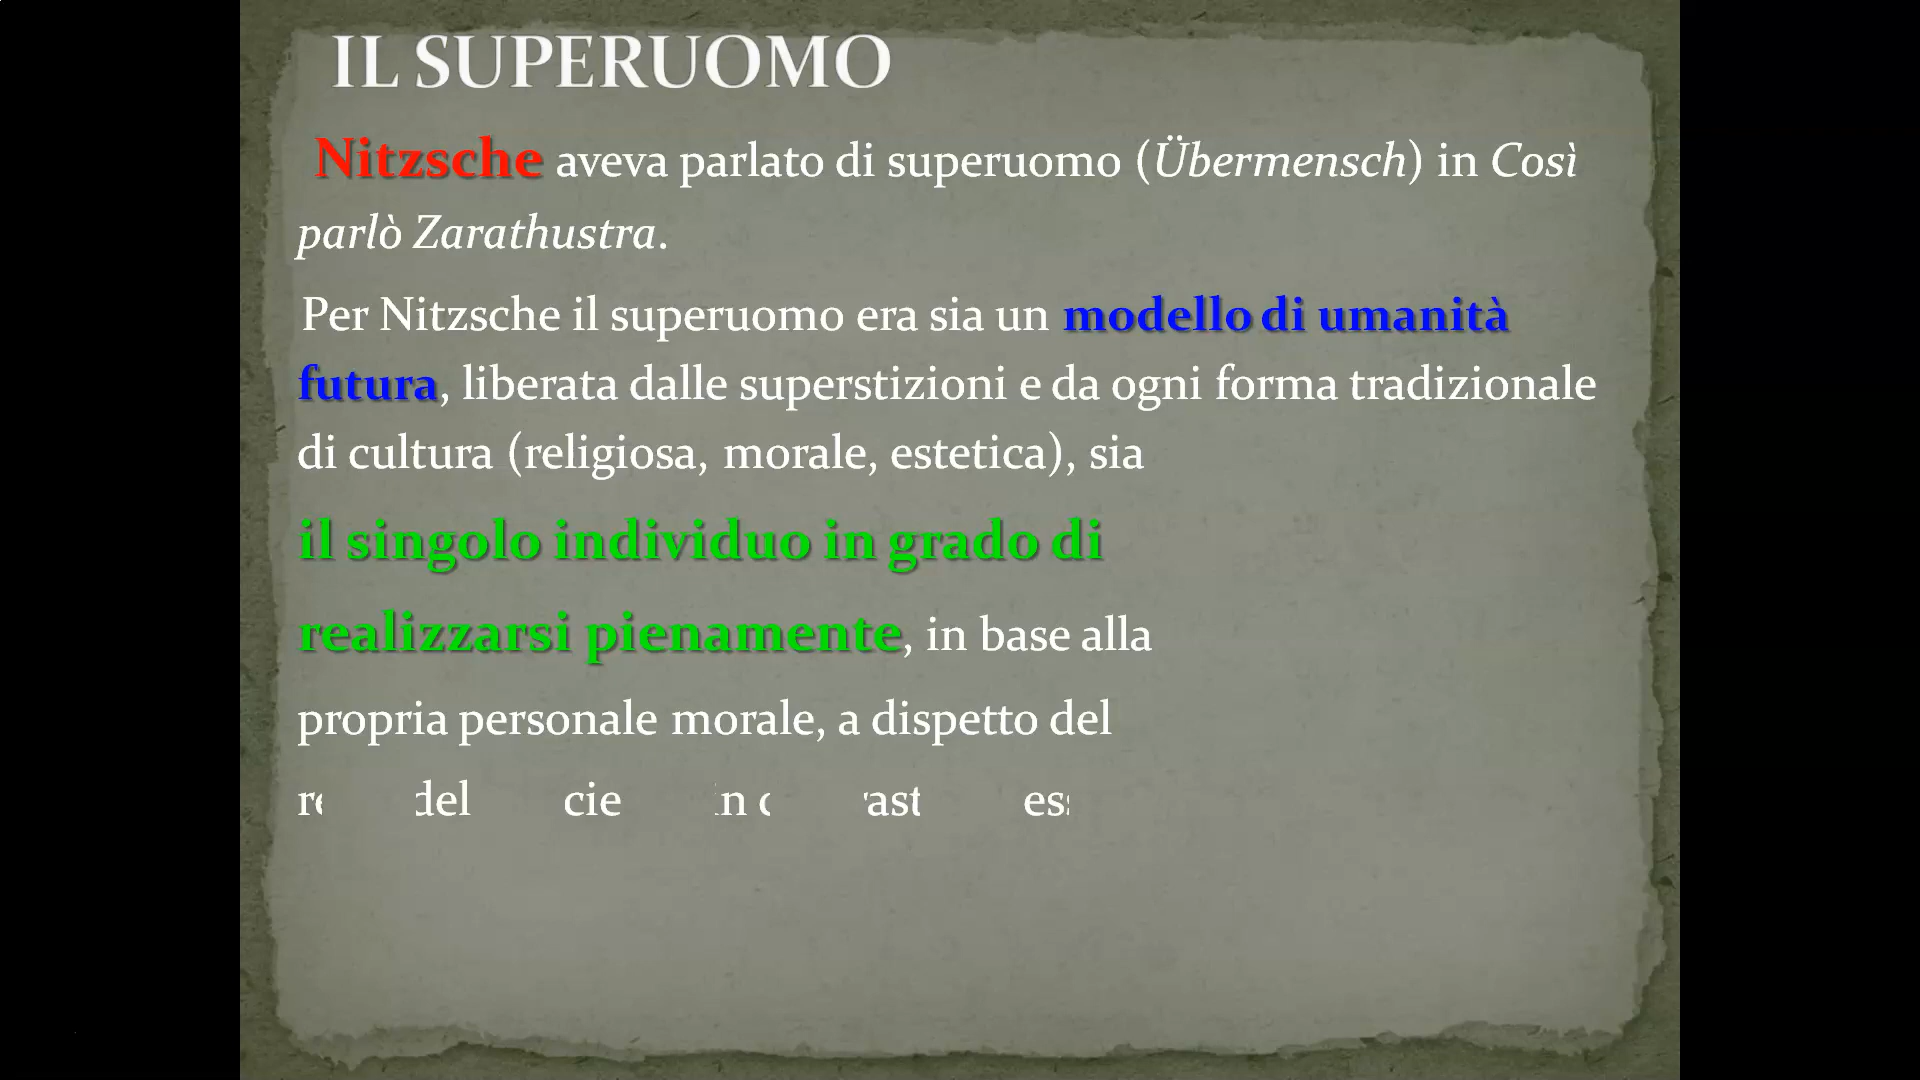 IL SUPERUOMO
Nitzsche aveva parlato di superuomo (Übermensch) in Così
parlò Zarathustra.
Per Nitzsche il superuomo era sia un modello di umanità
futura, liberata dalle superstizioni e da ogni forma tradizionale
di cultura (religiosa, morale, estetica), sia
il singolo individuo in grado di
realizzarsi pienamente, in base alla
propria personale morale, a dispetto del
del